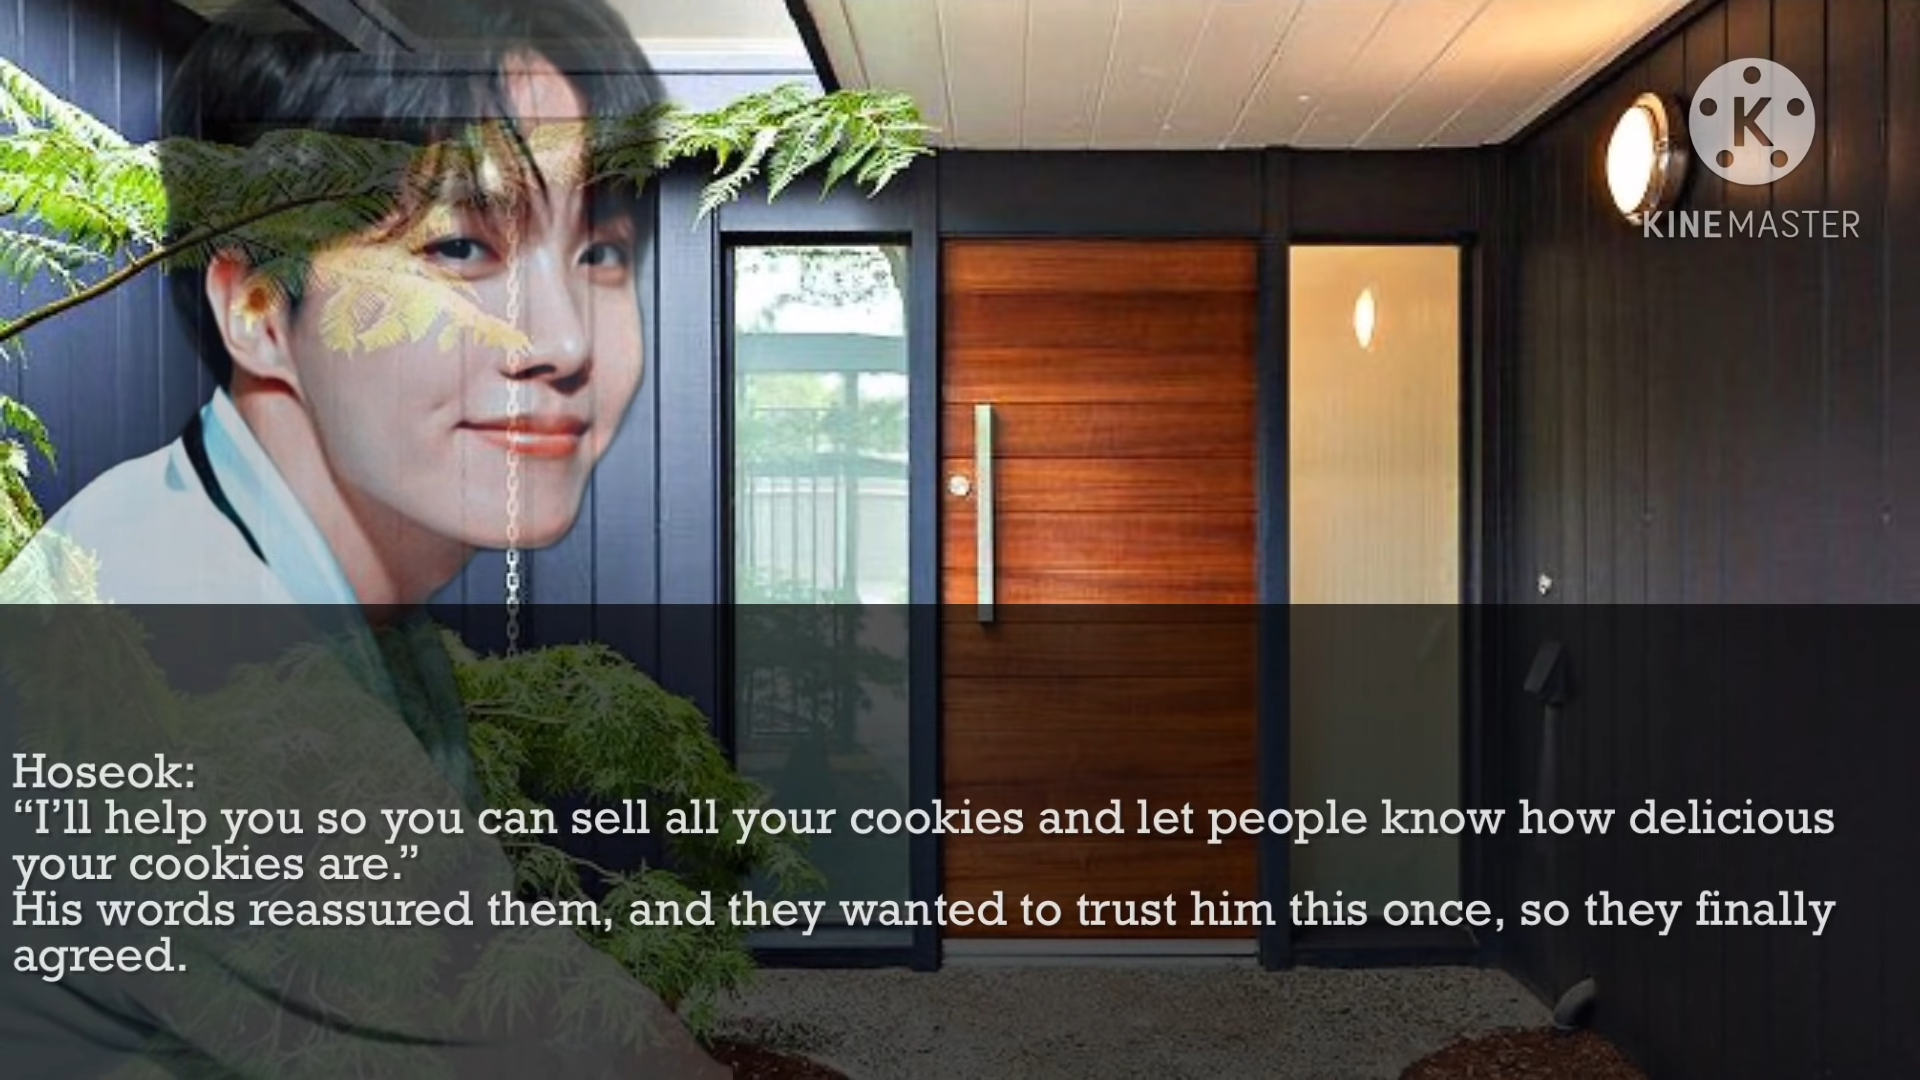 K
KINEMASTER
Hoseok:
“I’ll help you so you can sell all your cookies and let people know how delicious
your cookies are.”
His words reassured them, and they wanted to trust him this once, so they finally
agreed.